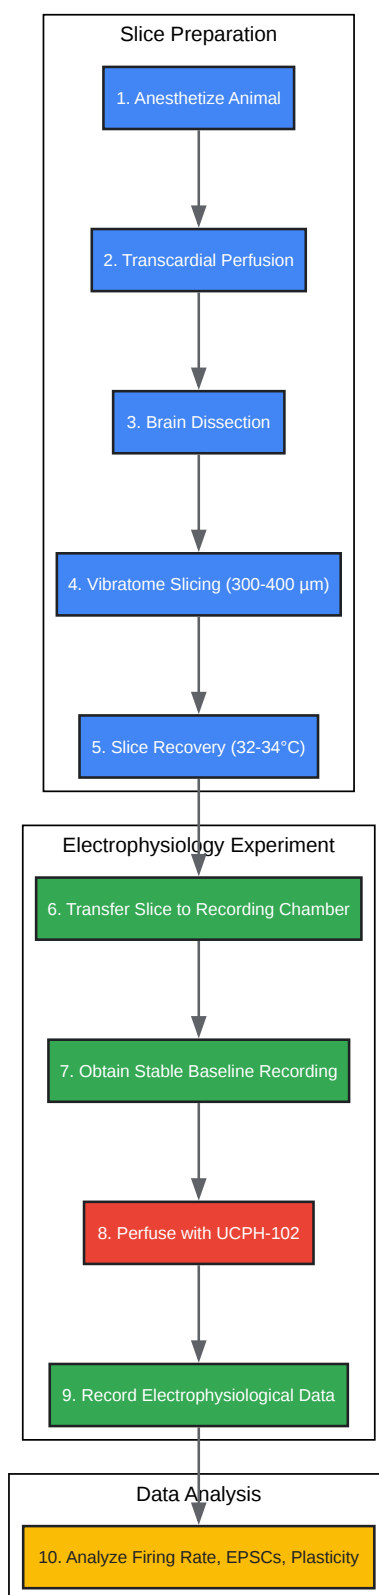 Slice Preparation
1. Anesthetize Animal
2. Transcardial Perfusion
3. Brain Dissection
4. Vibratome Slicing (300-400 µm)
5. Slice Recovery (32-34°C)
Electrophysiology Experiment
6. Transfer Slice to Recording Chamber
7. Obtain Stable Baseline Recording
8. Perfuse with UCPH-102
9. Record Electrophysiological Data
Data Analysis
10. Analyze Firing Rate, EPSCs, Plasticity